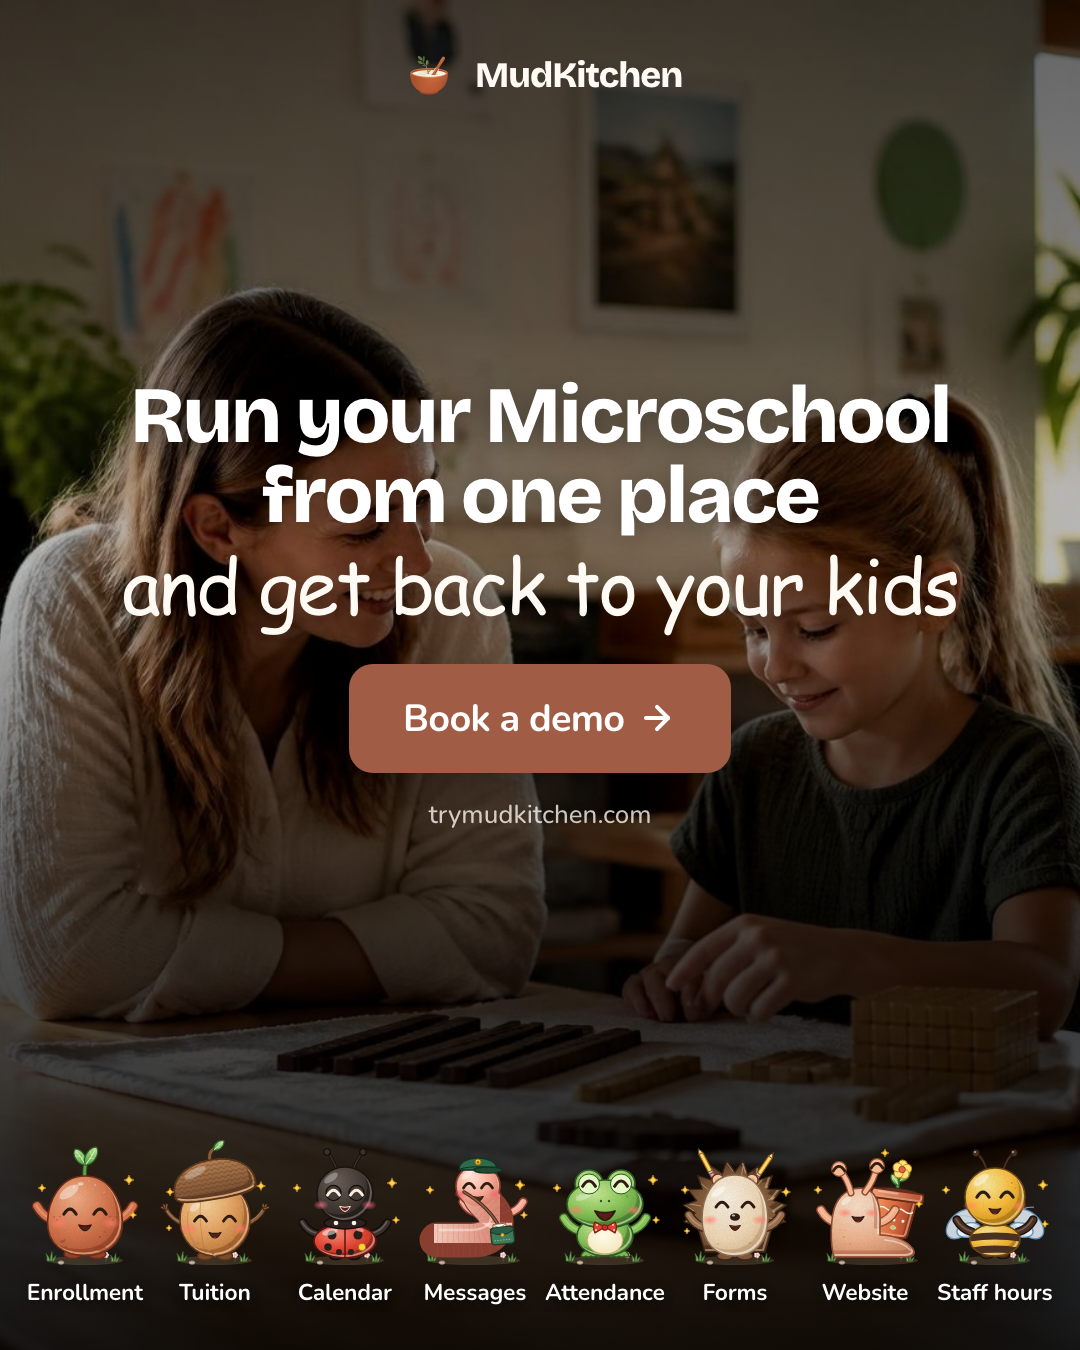 MudKitchen
Run your Microschool
from one place
and get back to your kids
Book a demo →
trymudkitchen.com
Enrollment
Tuition
Calendar
Messages
Attendance
Forms
Website
Staff hours